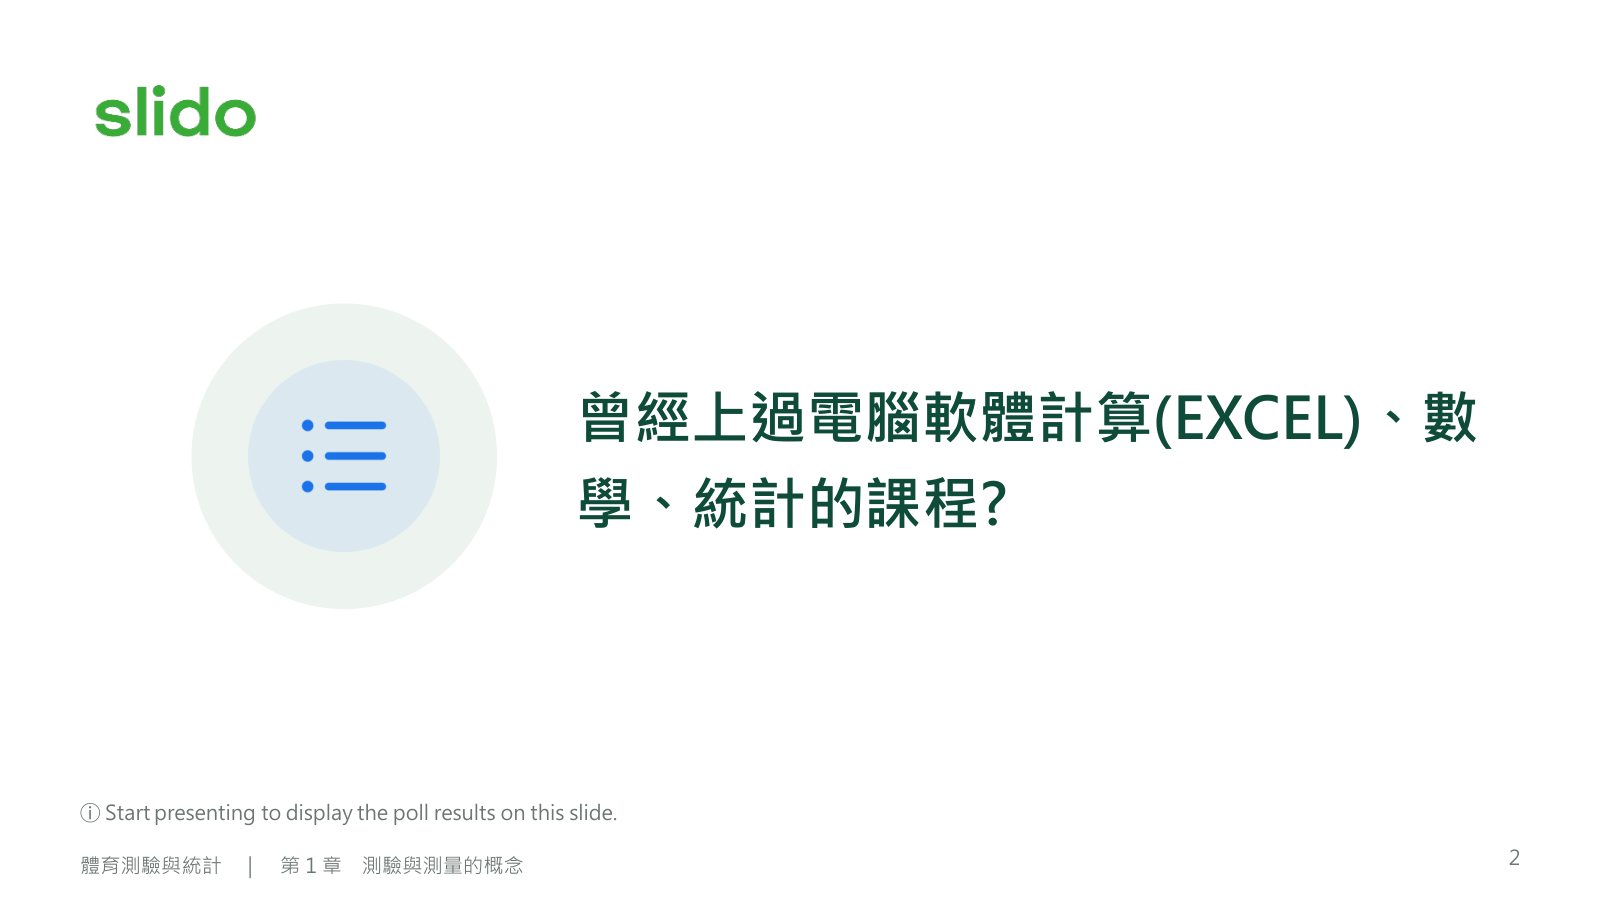 slido
曾經上過電腦軟體計算(EXCEL)、數
學、統計的課程?
ⓘ Start presenting to display the poll results on this slide.
體育測驗與統計 | 第 1 章 測驗與測量的概念
2